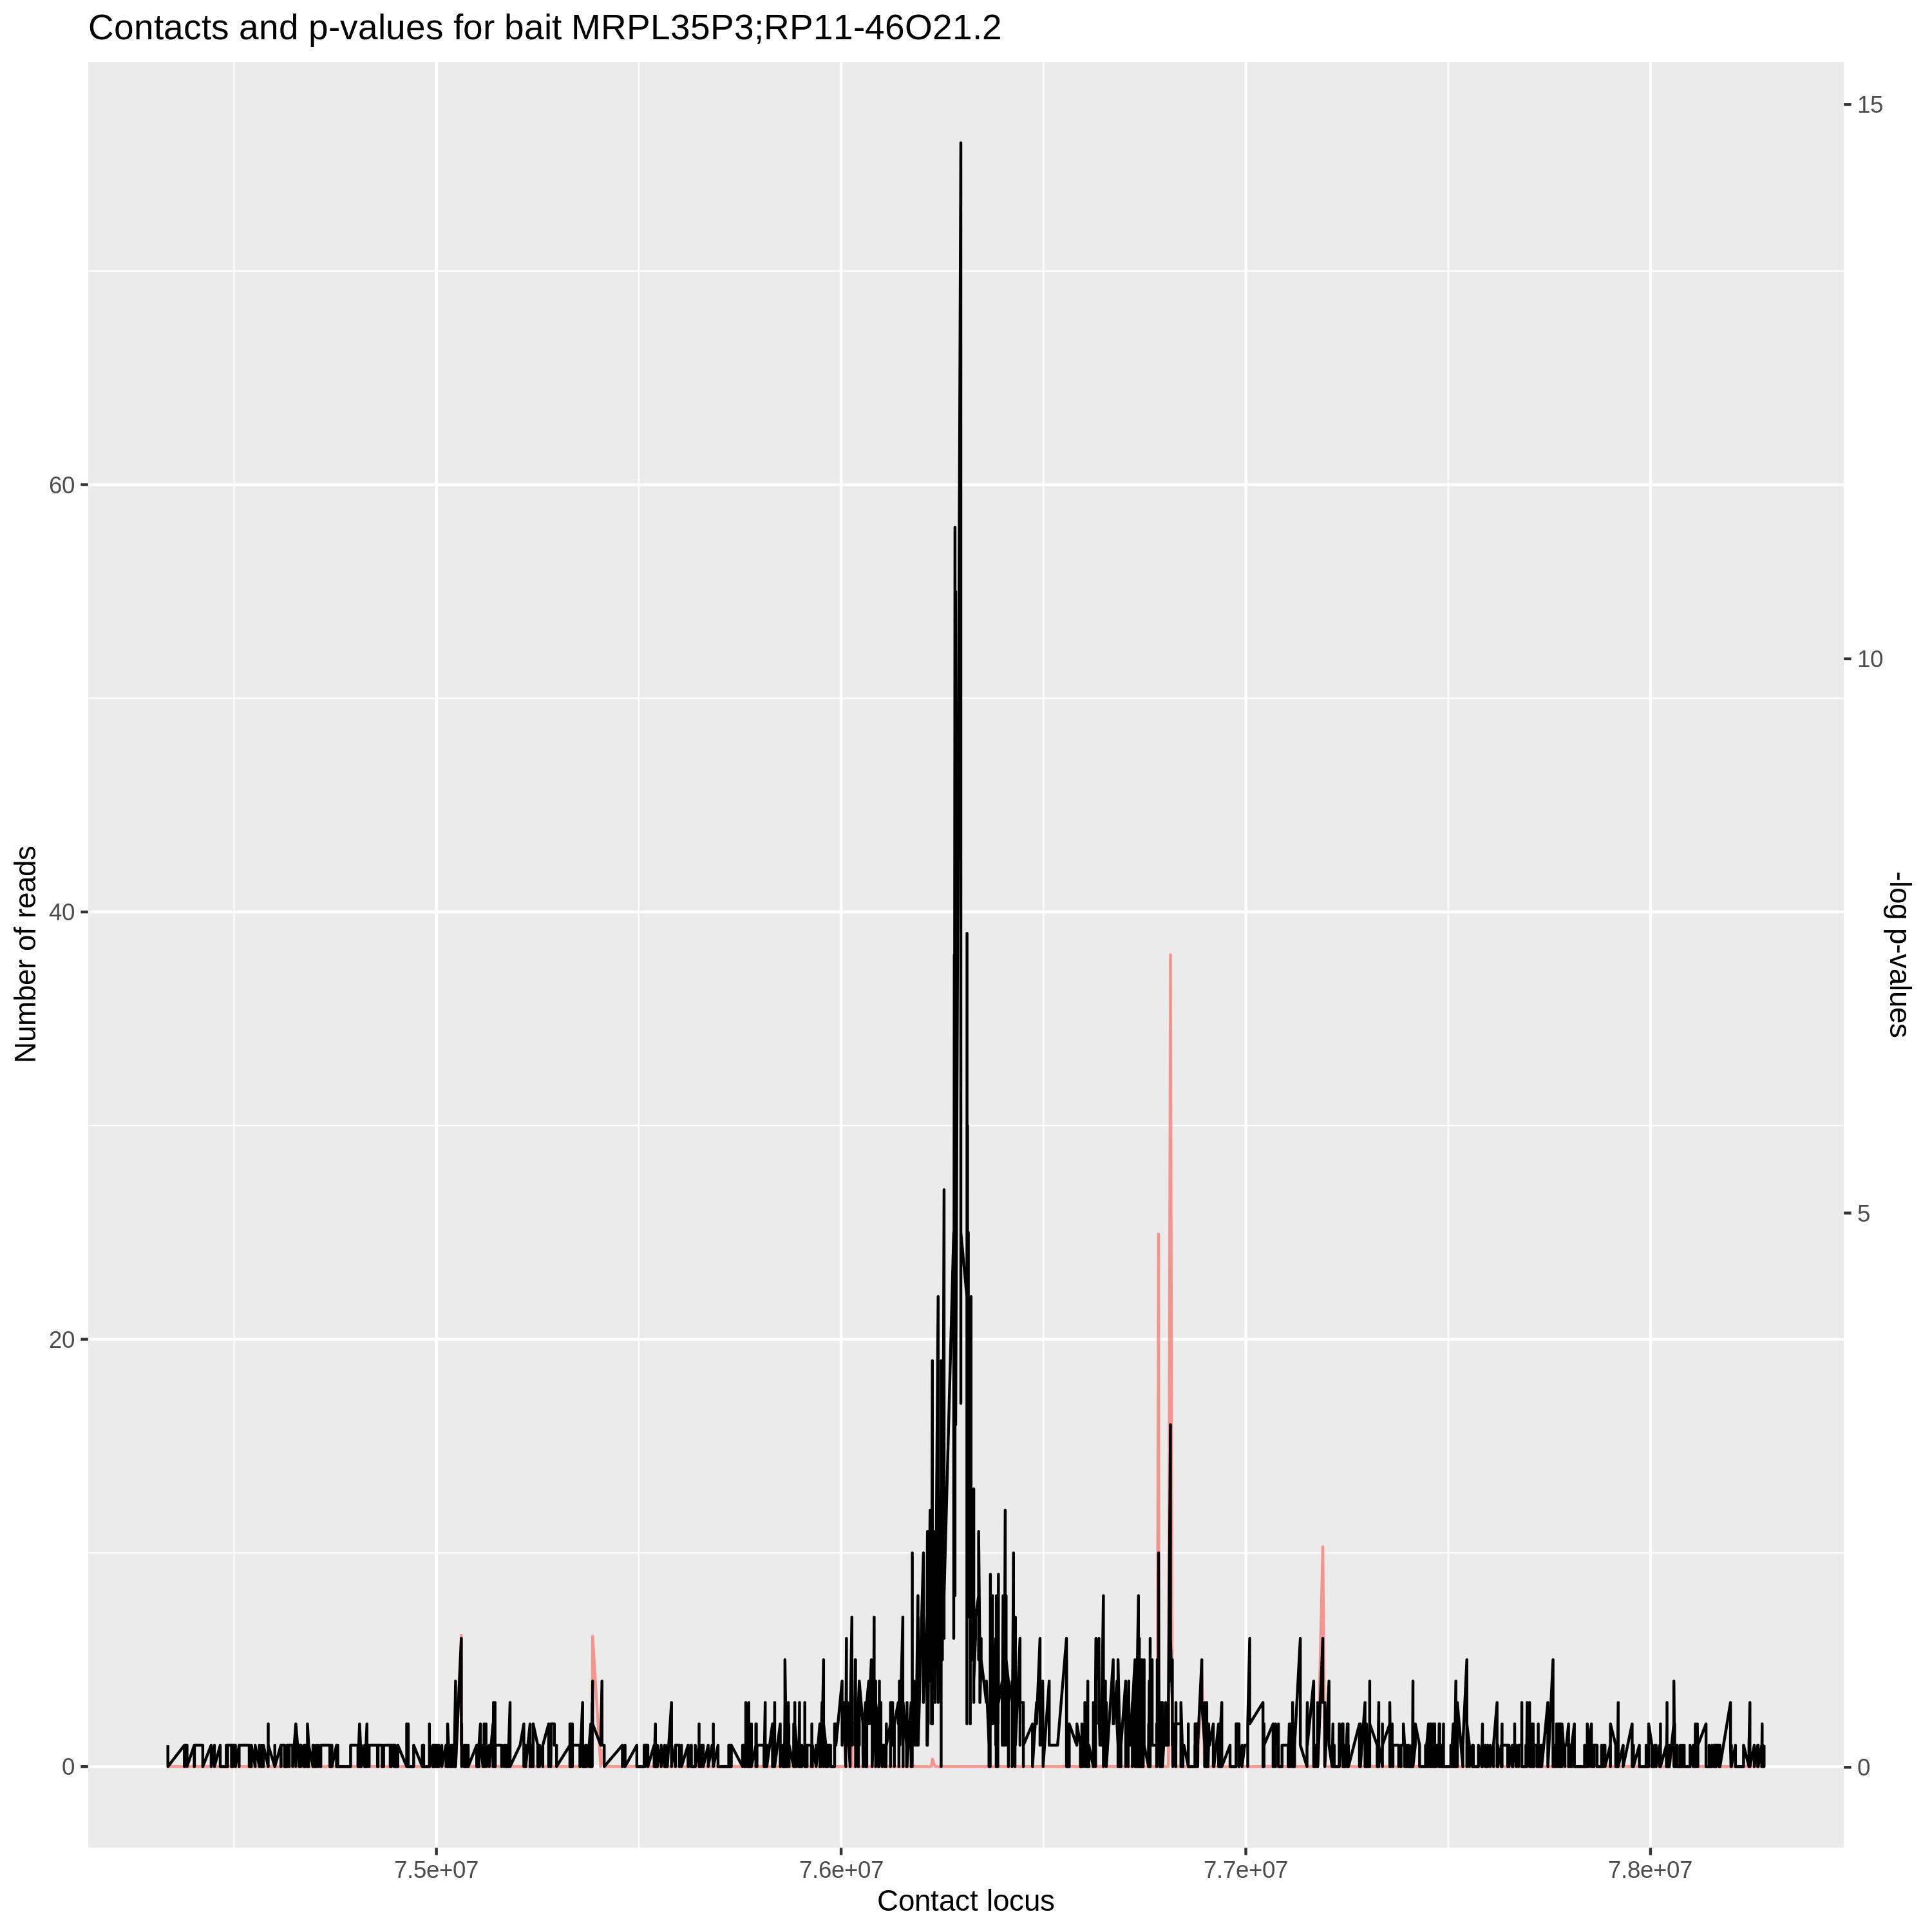 Contacts and p-values for bait MRPL35P3;RP11-46O21.2
15
60
10
40
Number of reads
-log p-values
5
20
0
0
7.5e+07
7.6e+07
7.7e+07
7.8e+07
Contact locus